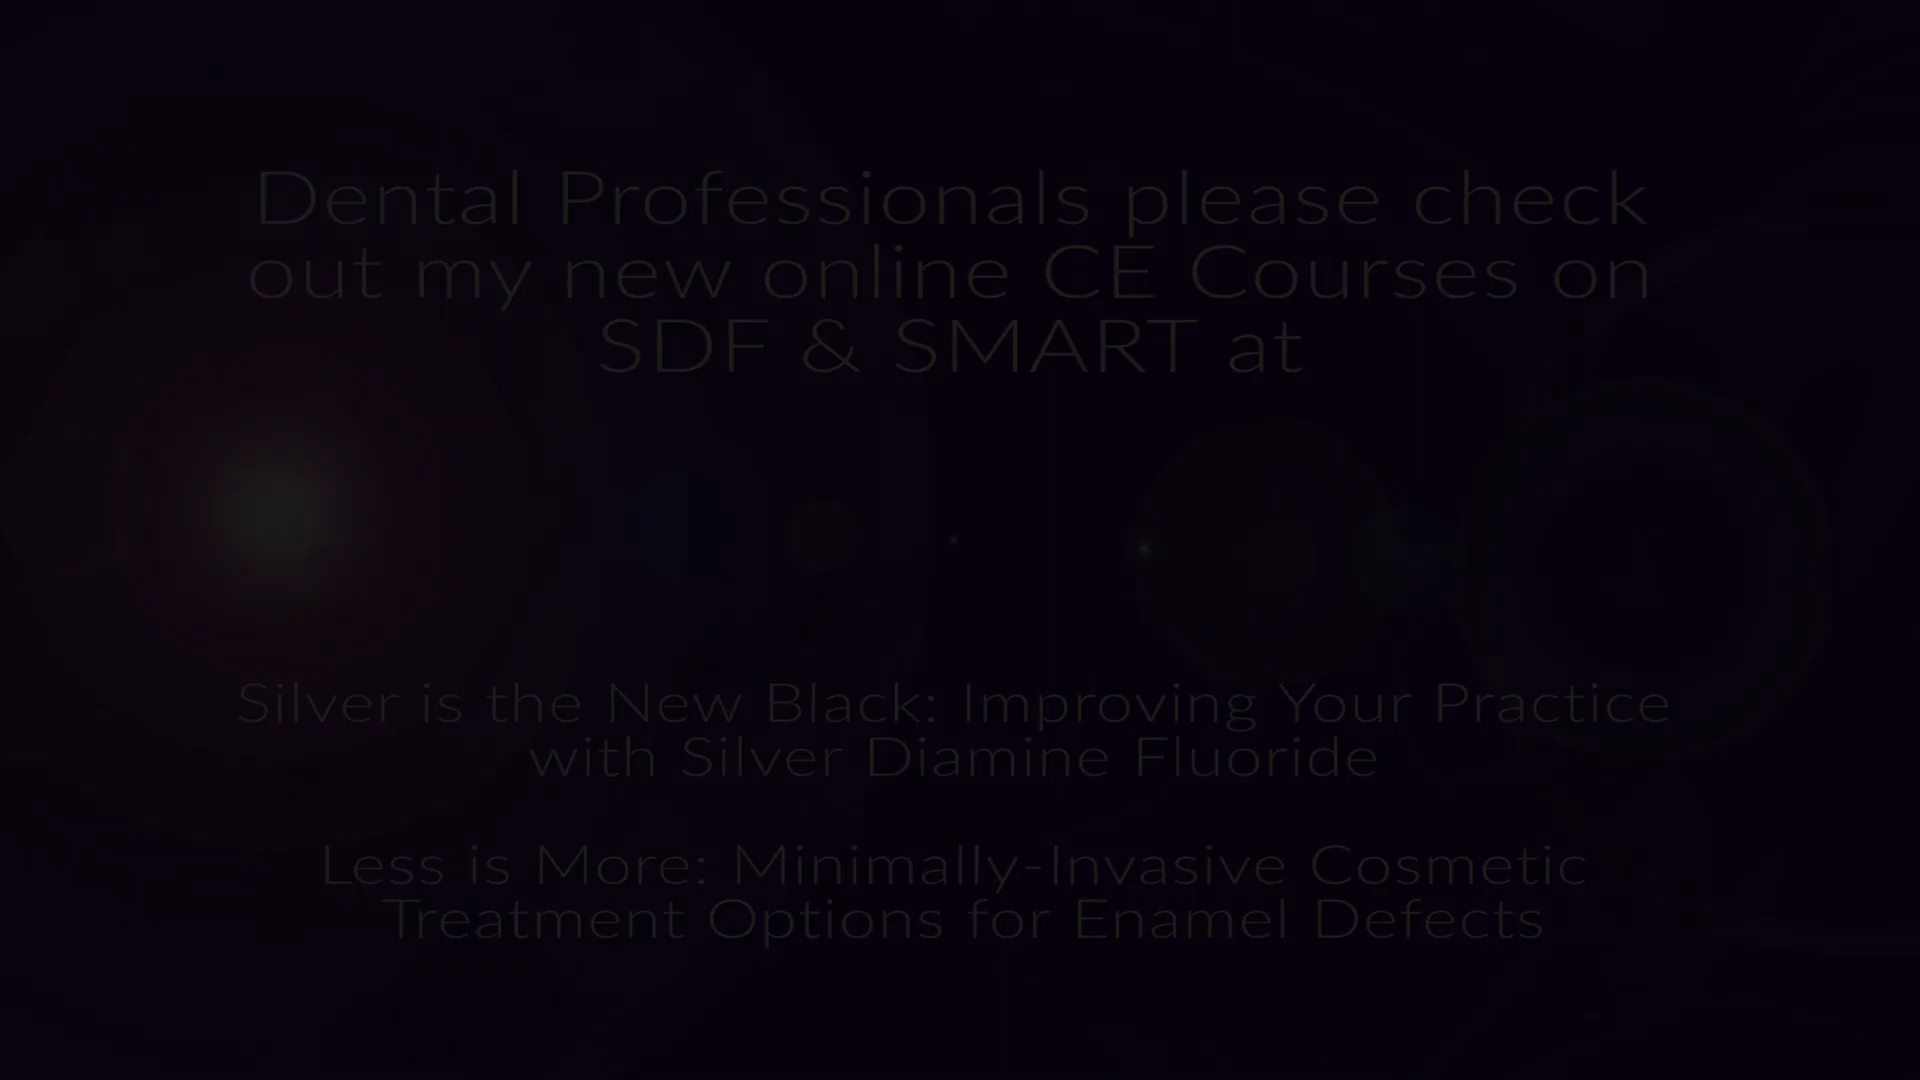 Dental Professionals please check
out my new online CE Courses on
SDF & SMART at
Silver is the New Black: Improving Your Practice
with Silver Diamine Fluoride
Less is More: Minimally-Invasive Cosmetic
Treatment Options for Enamel Defects